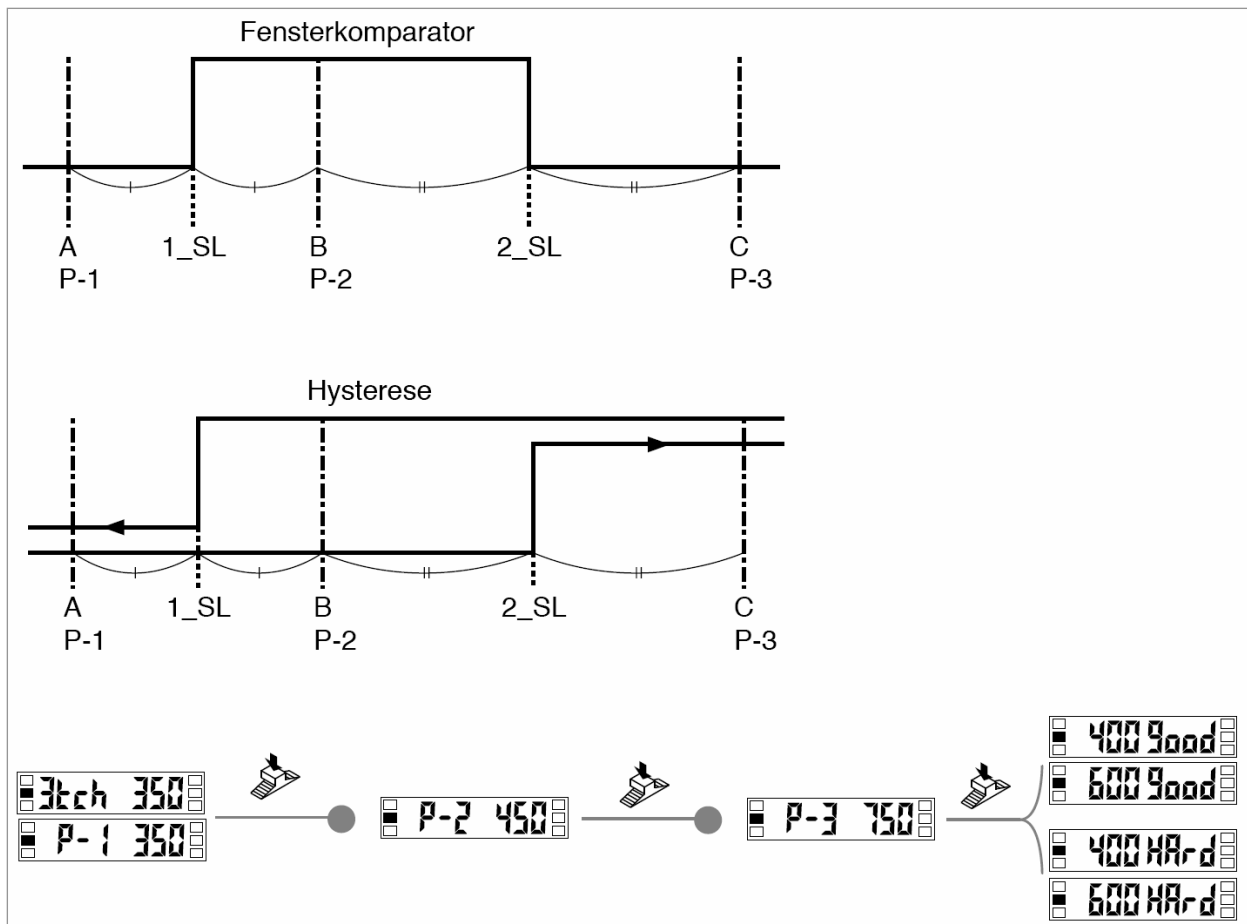 Fensterkomparator
A 1_SL B 2_SL C
P-1 P-2 P-3
Hysterese
A 1_SL B 2_SL C
P-1 P-2 P-3
400 good
3tch 350
600 good
P-1 350
P-2 450
P-3 750
400 HArd
600 HArd